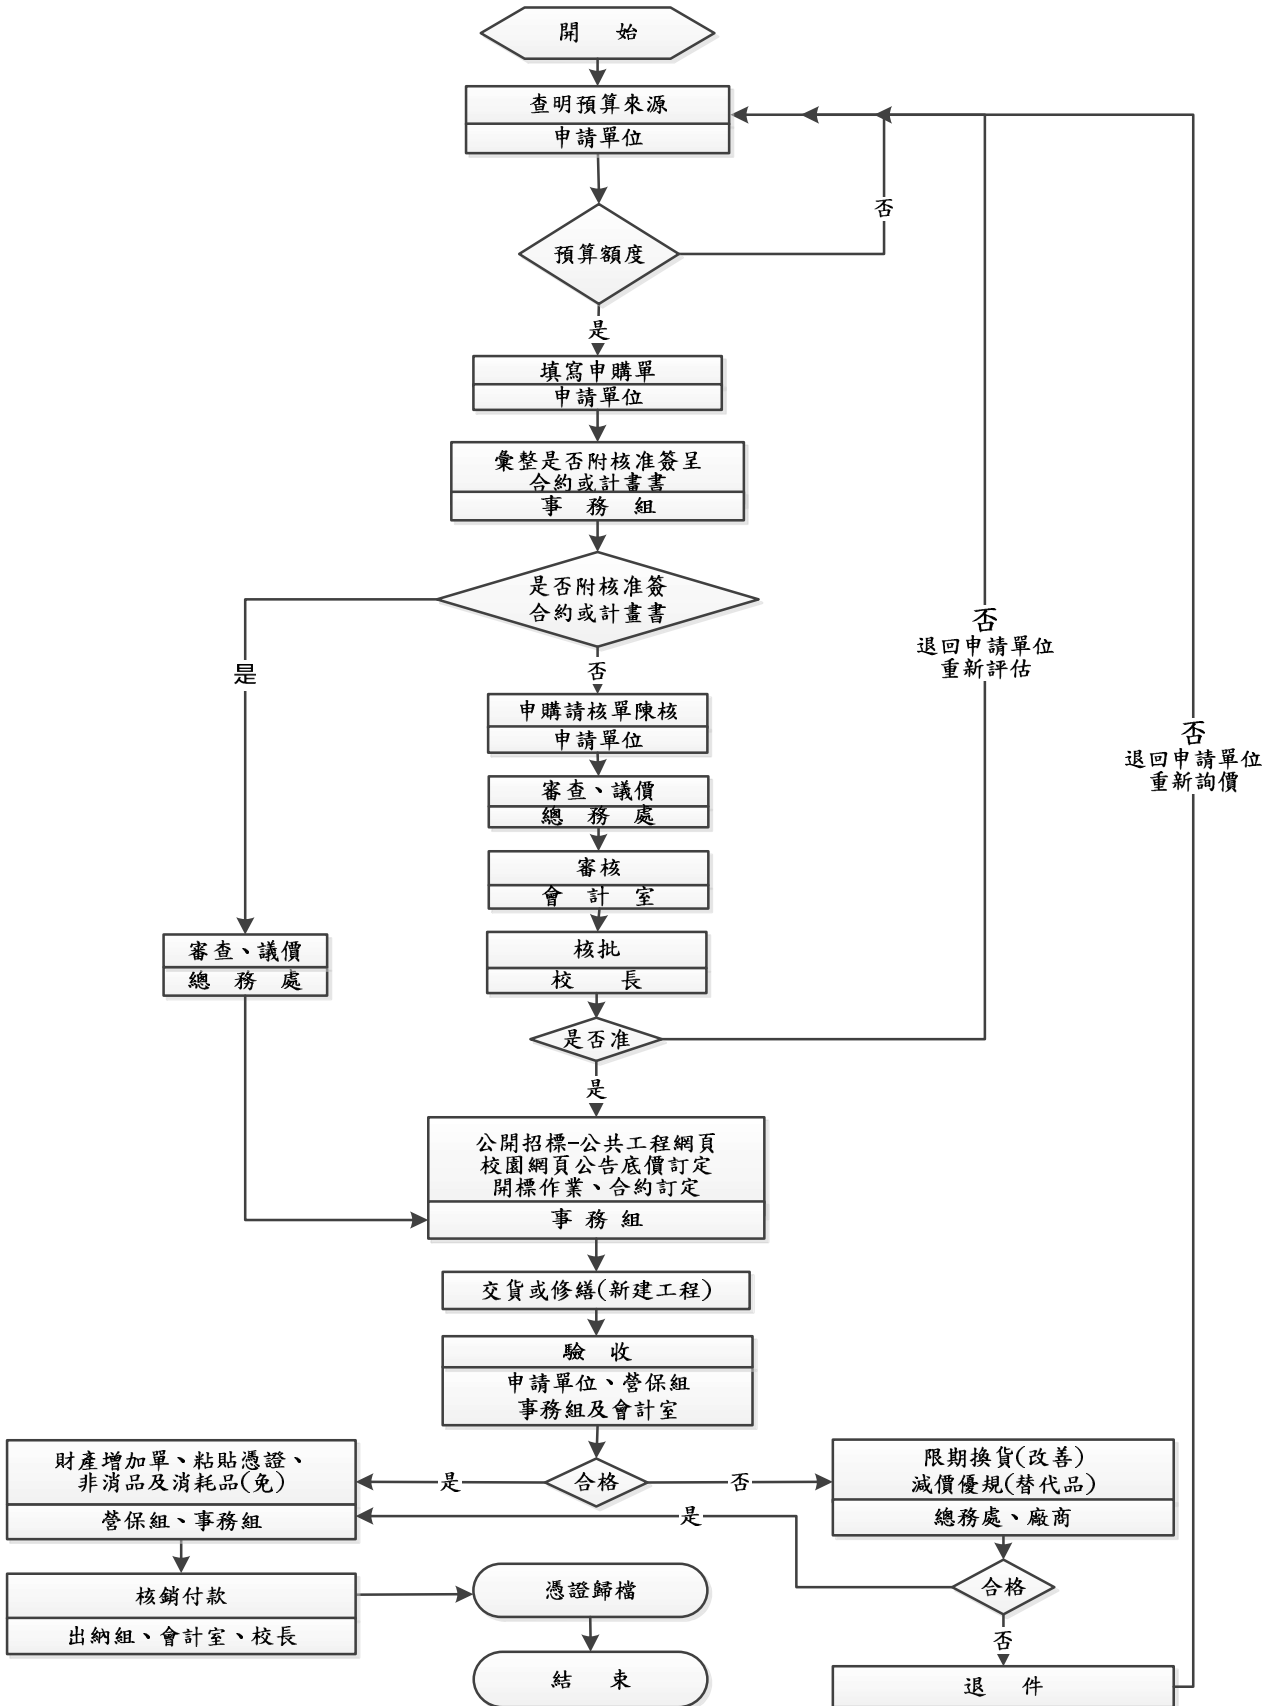 開 始
查明預算來源
申請單位
否
預算額度
是
填寫申購單
申請單位
彙整是否附核准簽呈
合約或計畫書
事 務 組
是否附核准簽
合約或計畫書
否
退回申請單位
重新評估
是
否
申購請核單陳核
申請單位
否
退回申請單位
重新詢價
審查、議價
總 務 處
審核
會 計 室
核批
校 長
審查、議價
總 務 處
是否准
是
公開招標-公共工程網頁
校園網頁公告底價訂定
開標作業、合約訂定
事 務 組
交貨或修繕(新建工程)
驗 收
申請單位、營保組
事務組及會計室
財產增加單、粘貼憑證、
非消品及消耗品(免)
營保組、事務組
是
合格
否
限期換貨(改善)
減價優規(替代品)
總務處、廠商
是
核銷付款
出納組、會計室、校長
憑證歸檔
合格
否
結 束
退 件